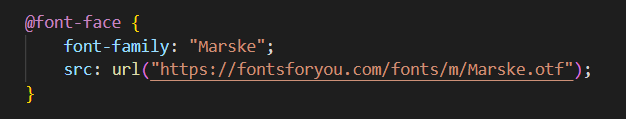 @font-face {
    font-family: "Marske";
    src: url("https://fontsforyou.com/fonts/m/Marske.otf");
}